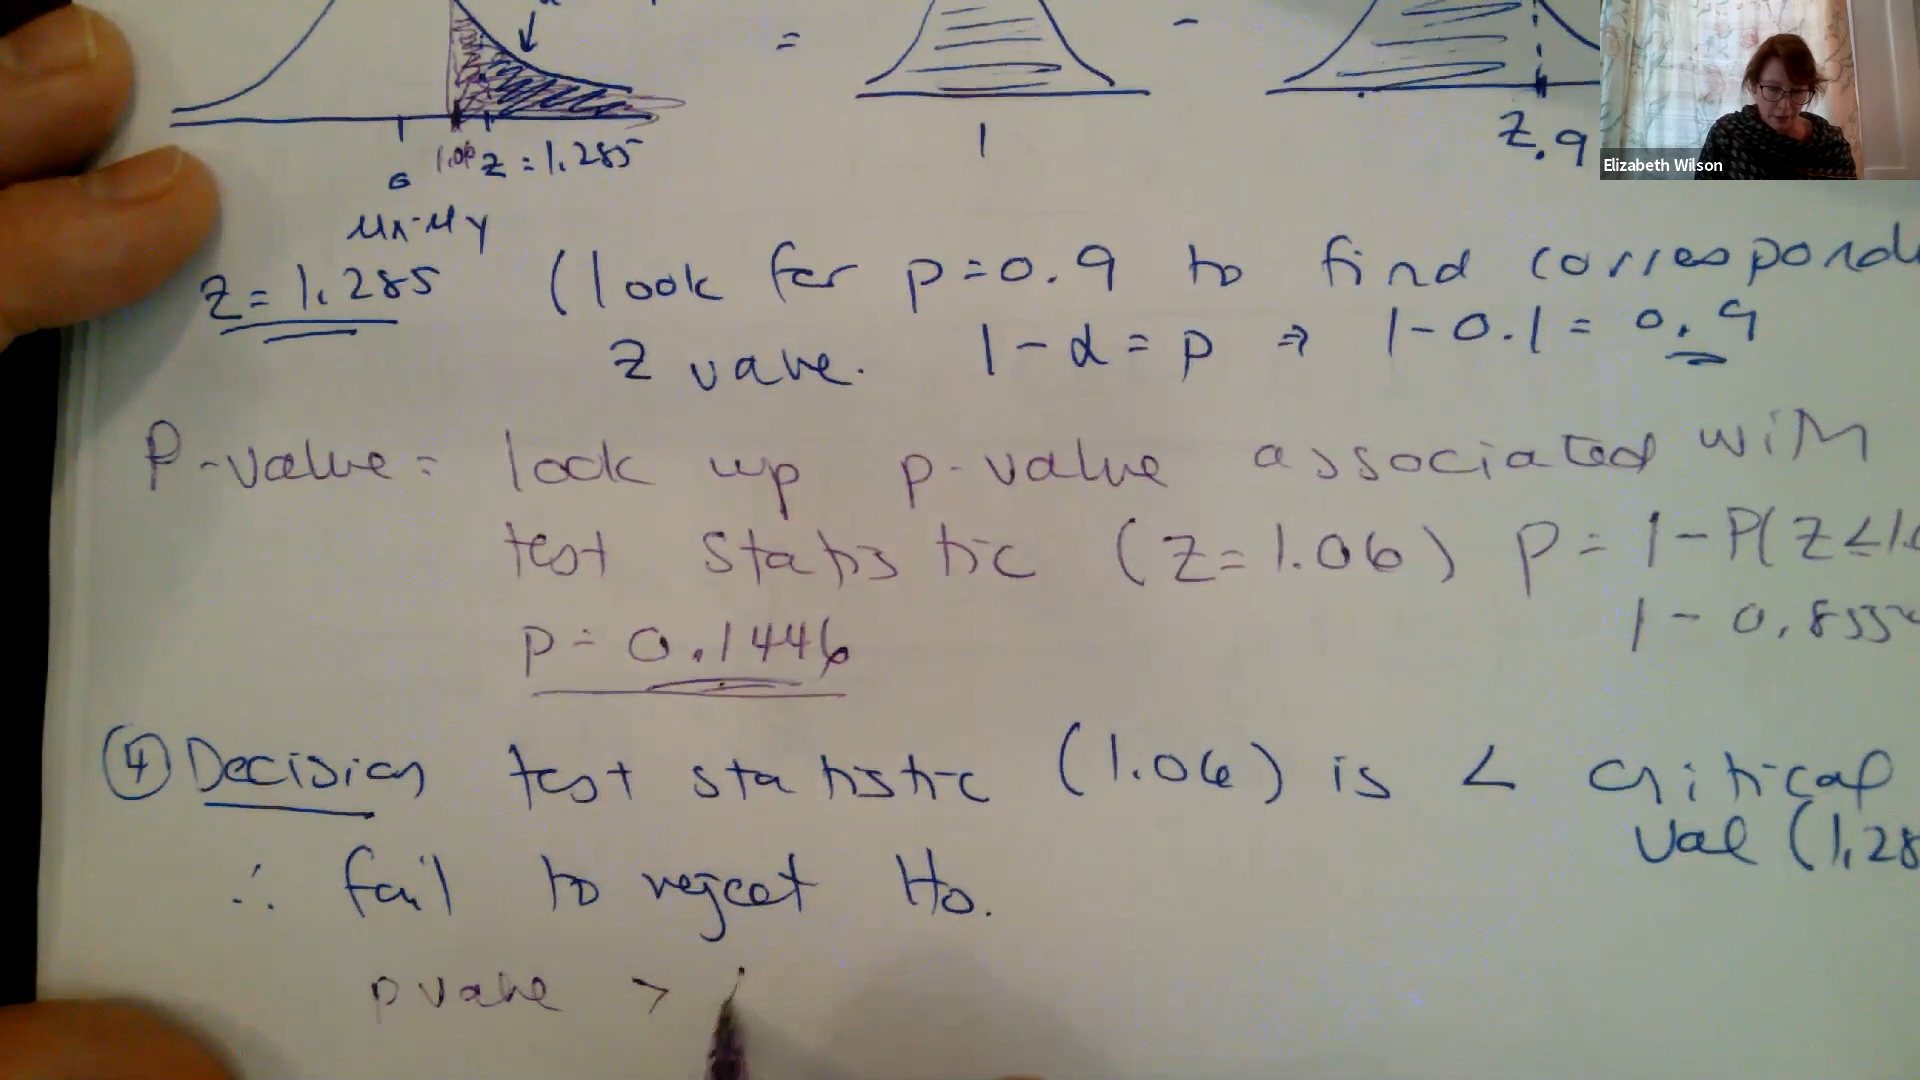 = -
0 1.06 z = 1.285 1 z.9
Elizabeth Wilson
μx-μy
z = 1.285 (look for p=0.9 to find correspond
z value. 1 - α = p ⇒ 1 - 0.1 = 0.9
P-value = look up p-value associated with
test statistic (z=1.06) p = 1 - P(Z≤1.0
p = 0.1446 1 - 0.855
④ Decision test statistic (1.06) is < critical
val (1.28
∴ fail to reject Ho.
p value >